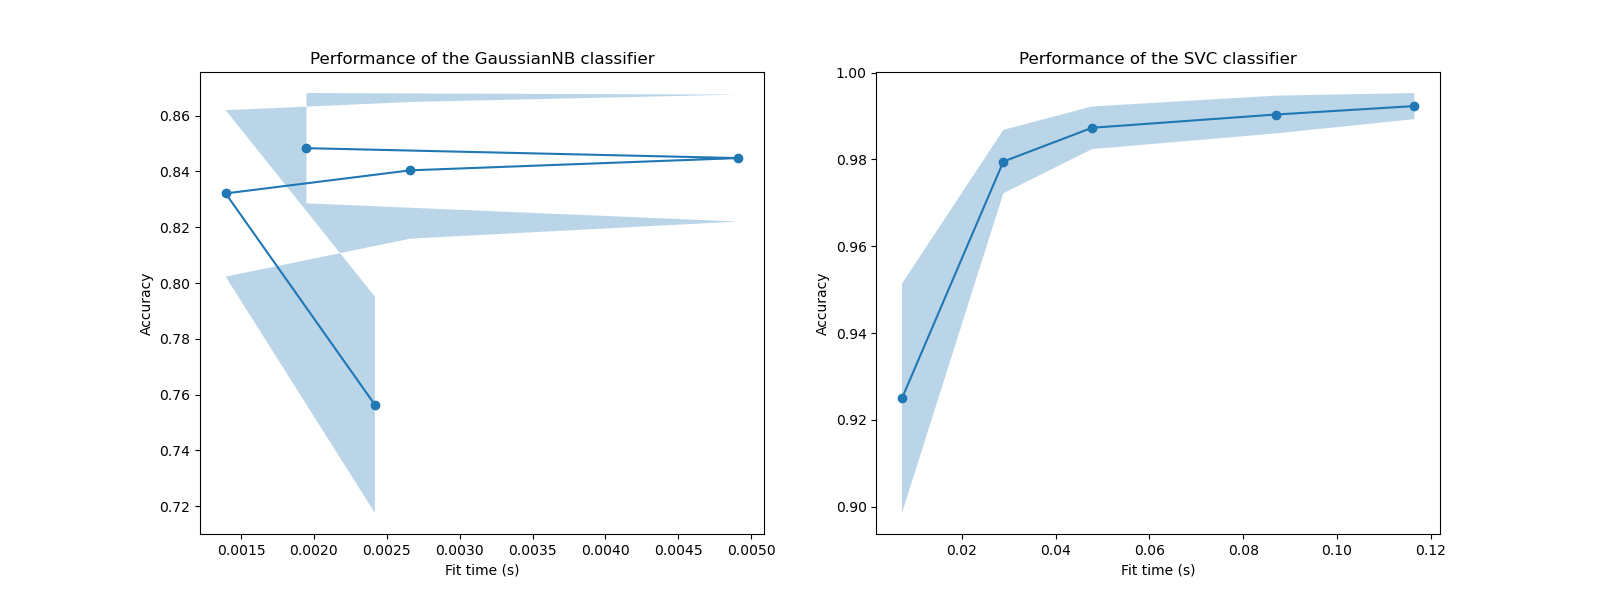 Performance of the GaussianNB classifier
Accuracy
0.86
0.84
0.82
0.80
0.78
0.76
0.74
0.72
0.0015 0.0020 0.0025 0.0030 0.0035 0.0040 0.0045 0.0050
Fit time (s)
Performance of the SVC classifier
Accuracy
1.00
0.98
0.96
0.94
0.92
0.90
0.02 0.04 0.06 0.08 0.10 0.12
Fit time (s)